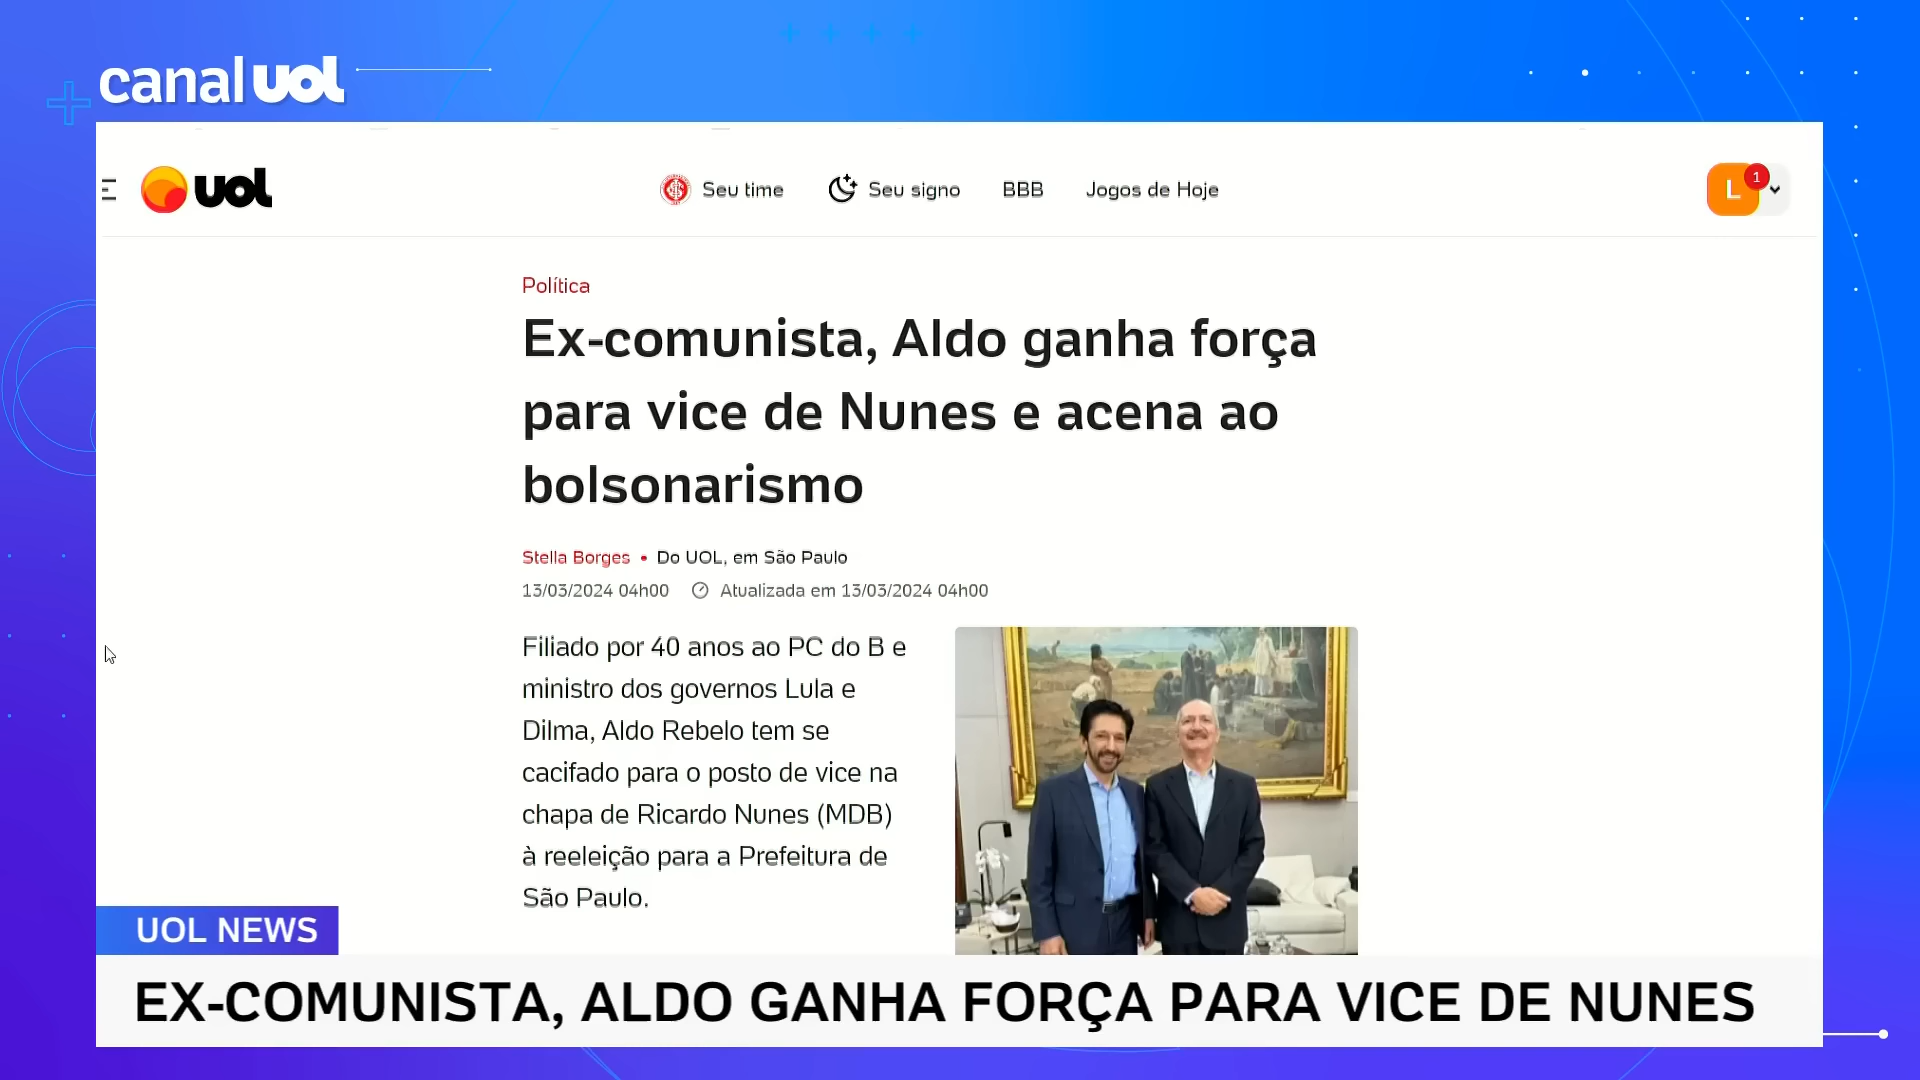 canal uol
uol
Seu time
Seu signo
BBB
Jogos de Hoje
L
1
Política
Ex-comunista, Aldo ganha força
para vice de Nunes e acena ao
bolsonarismo
Stella Borges • Do UOL, em São Paulo
13/03/2024 04h00 Atualizada em 13/03/2024 04h00
Filiado por 40 anos ao PC do B e
ministro dos governos Lula e
Dilma, Aldo Rebelo tem se
cacifado para o posto de vice na
chapa de Ricardo Nunes (MDB)
à reeleição para a Prefeitura de
São Paulo.
UOL NEWS
EX-COMUNISTA, ALDO GANHA FORÇA PARA VICE DE NUNES